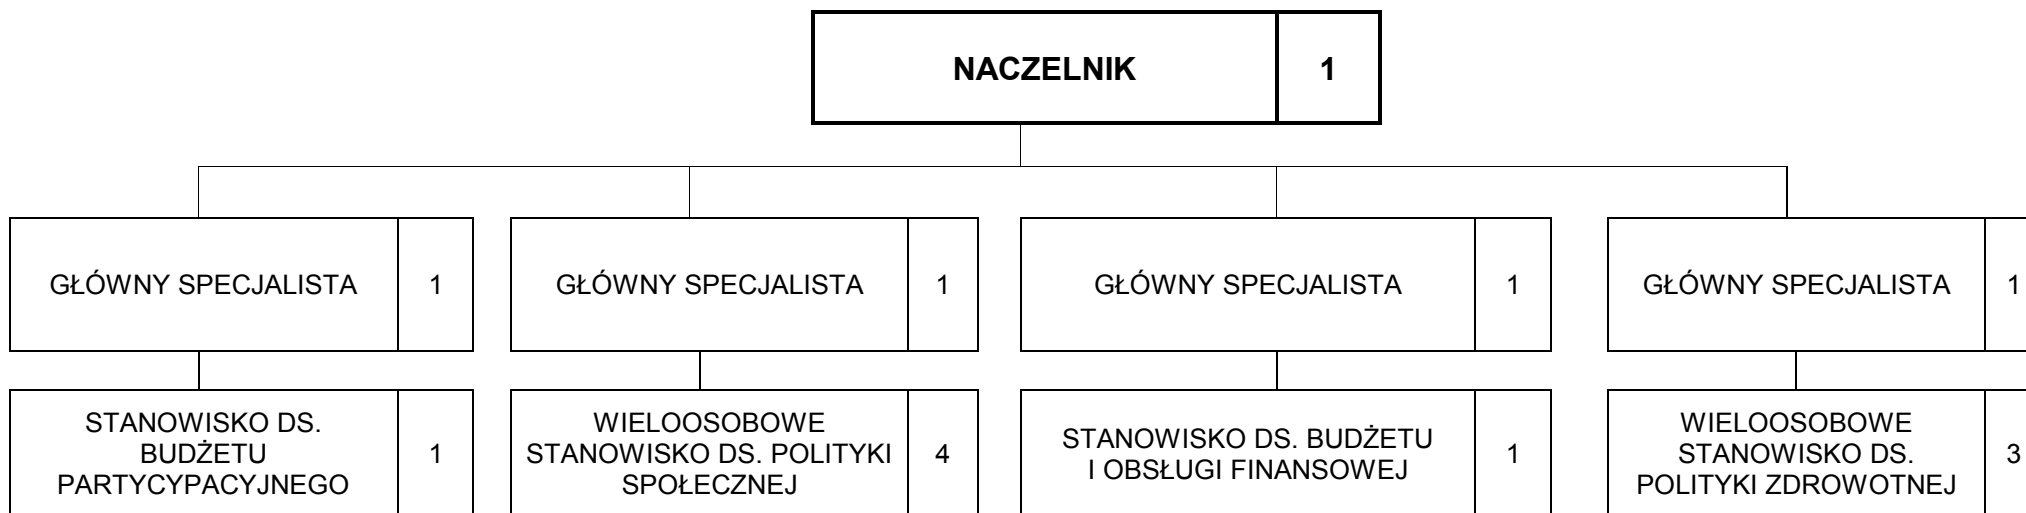 NACZELNIK 1
GŁÓWNY SPECJALISTA 1
GŁÓWNY SPECJALISTA 1
GŁÓWNY SPECJALISTA 1
GŁÓWNY SPECJALISTA 1
STANOWISKO DS.
BUDŻETU
PARTYCYPACYJNEGO
1
WIELOOSOBOWE
STANOWISKO DS. POLITYKI
SPOŁECZNEJ
4
STANOWISKO DS. BUDŻETU
I OBSŁUGI FINANSOWEJ
1
WIELOOSOBOWE
STANOWISKO DS.
POLITYKI ZDROWOTNEJ
3